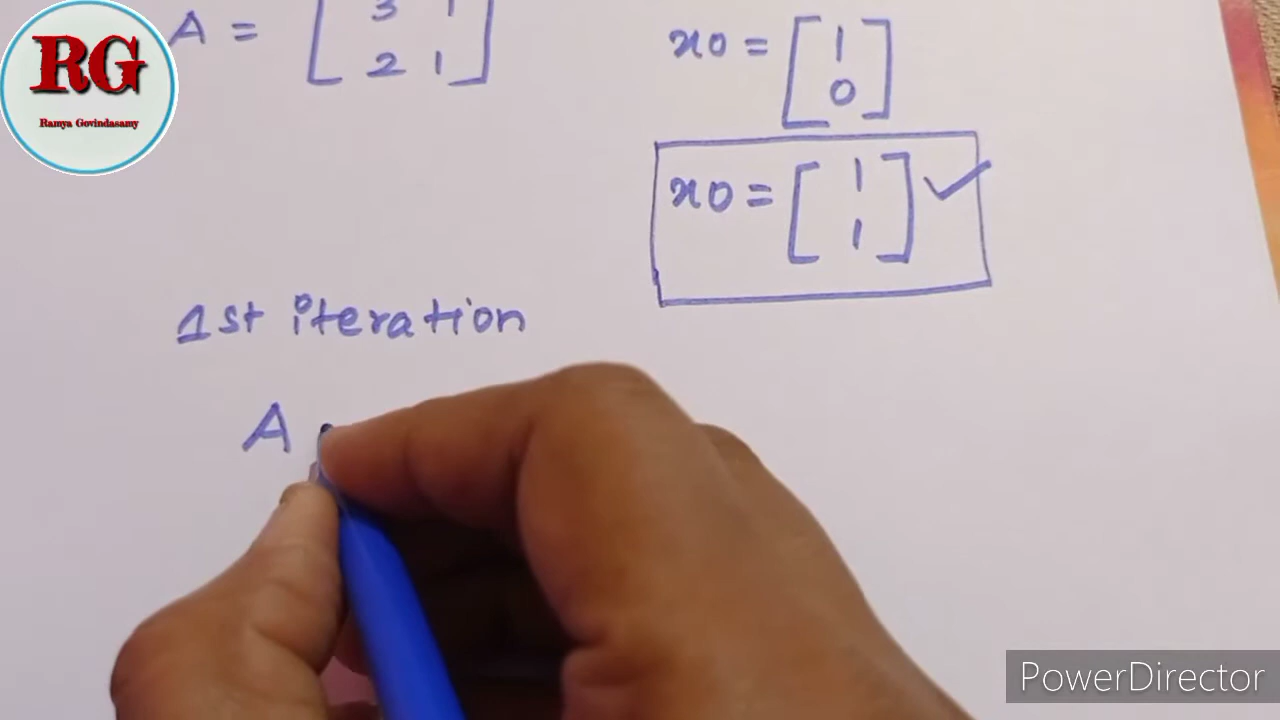 RG
Ramya Govindasamy
A = [ 3 1
2 1 ]
x0 = [ 1
0 ]
x0 = [ 1
1 ] ✓
1st iteration
A
PowerDirector